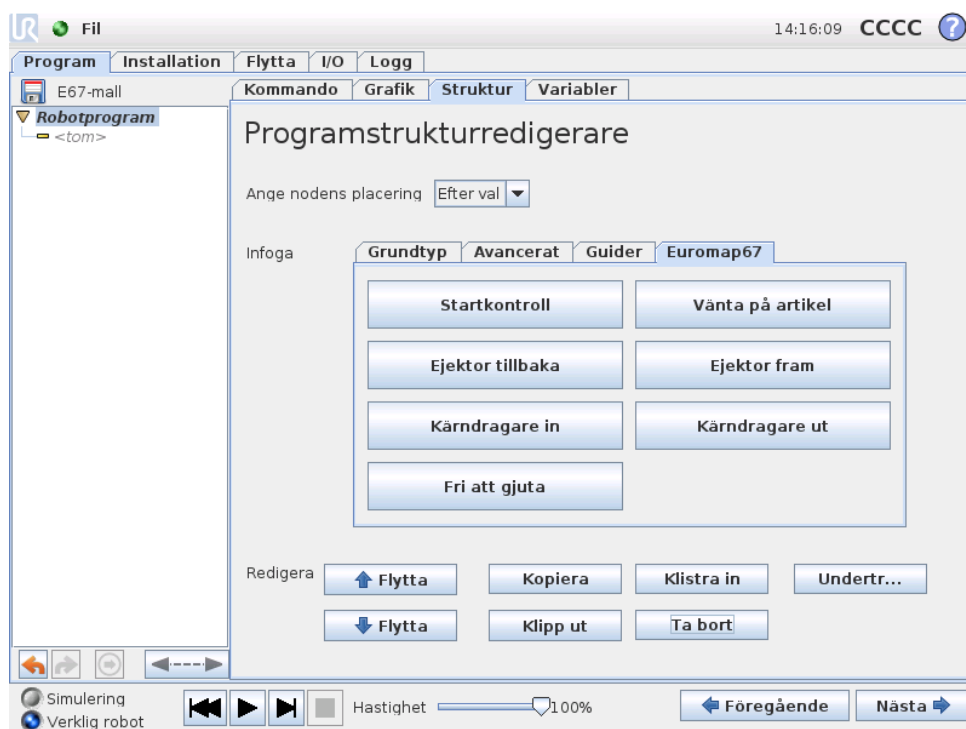 UR Fil 14:16:09 CCCC ?
Program Installation Flytta I/O Logg
E67-mall
Robotprogram
<tom>
Kommando Grafik Struktur Variabler
Programstrukturredigerare
Ange nodens placering Efter val
Infoga
Grundtyp Avancerat Guider Euromap67
Startkontroll Vänta på artikel
Ejektor tillbaka Ejektor fram
Kärndragare in Kärndragare ut
Fri att gjuta
Redigera
Flytta Kopiera Klistra in Undertr...
Flytta Klipp ut Ta bort
Simulering
Verklig robot
Hastighet 100%
Föregående Nästa